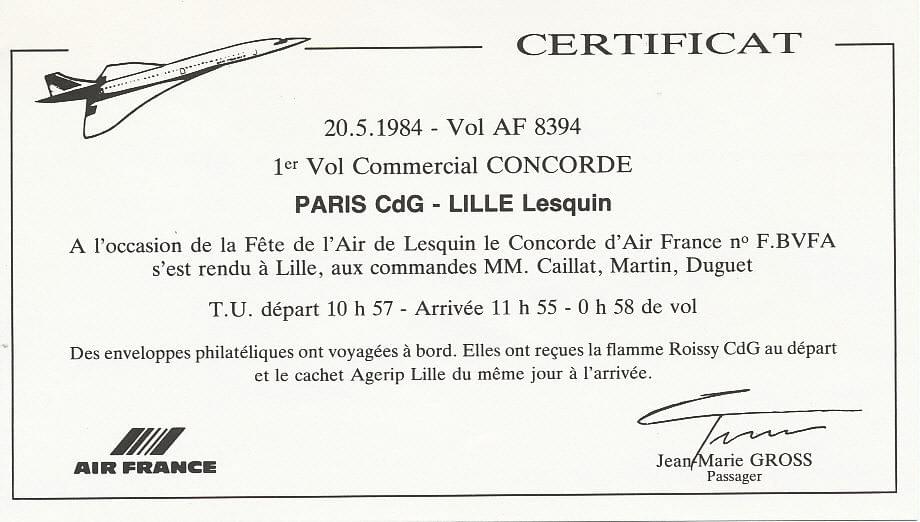 CERTIFICAT
20.5.1984 - Vol AF 8394
1er Vol Commercial CONCORDE
PARIS CdG - LILLE Lesquin
A l'occasion de la Fête de l'Air de Lesquin le Concorde d'Air France nº F.BVFA
s'est rendu à Lille, aux commandes MM. Caillat, Martin, Duguet
T.U. départ 10 h 57 - Arrivée 11 h 55 - 0 h 58 de vol
Des enveloppes philatéliques ont voyagées à bord. Elles ont reçues la flamme Roissy CdG au départ
et le cachet Agerip Lille du même jour à l'arrivée.
AIR FRANCE
Jean-Marie GROSS
Passager